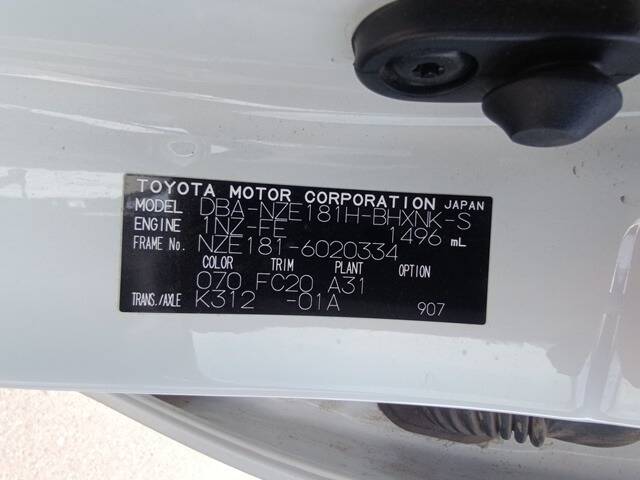 TOYOTA MOTOR CORPORATION JAPAN
MODEL DBA-NZE181H-BHXNK-S
ENGINE 1NZ-FE 1496 mL
FRAME No. NZE181-6020334
COLOR TRIM PLANT OPTION
070 FC20 A31
TRANS./AXLE K312 -01A 907